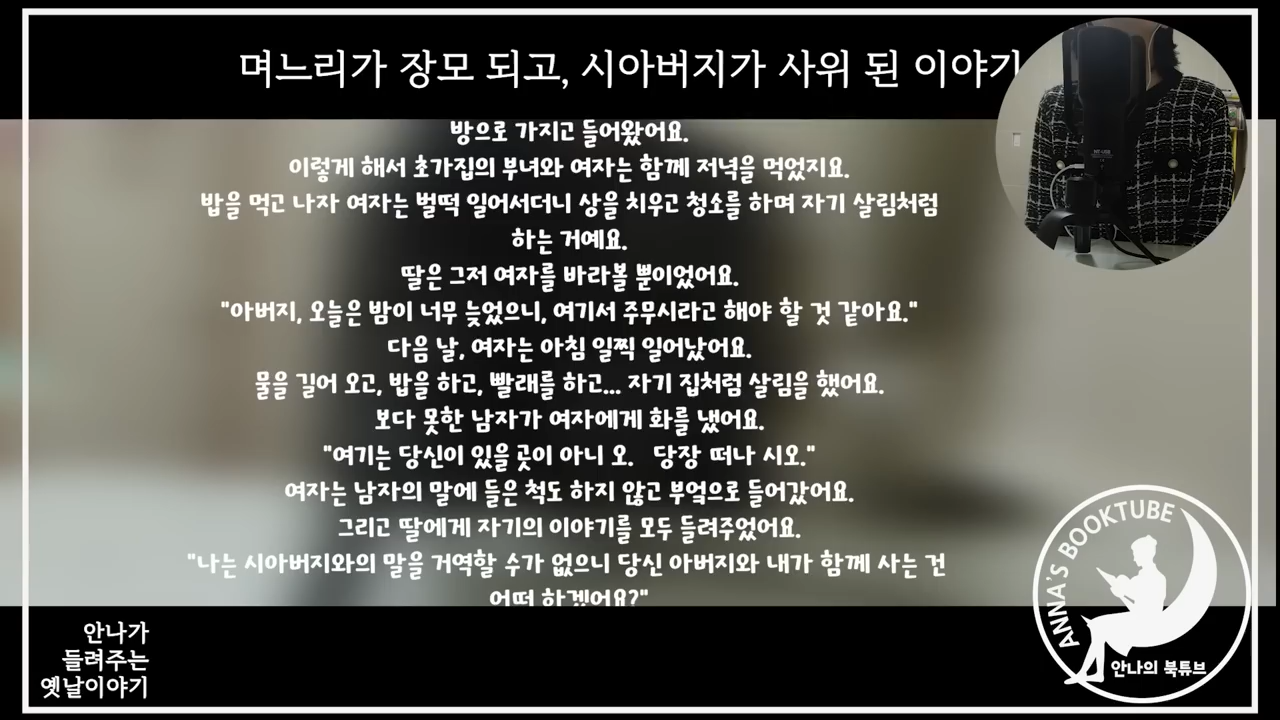 며느리가 장모 되고, 시아버지가 사위 된 이야기
방으로 가지고 들어왔어요.
이렇게 해서 초가집의 부녀와 여자는 함께 저녁을 먹었지요.
밥을 먹고 나자 여자는 벌떡 일어서더니 상을 치우고 청소를 하며 자기 살림처럼
하는 거예요.
딸은 그저 여자를 바라볼 뿐이었어요.
"아버지, 오늘은 밤이 너무 늦었으니, 여기서 주무시라고 해야 할 것 같아요."
다음 날, 여자는 아침 일찍 일어났어요.
물을 길어 오고, 밥을 하고, 빨래를 하고... 자기 집처럼 살림을 했어요.
보다 못한 남자가 여자에게 화를 냈어요.
"여기는 당신이 있을 곳이 아니 오. 당장 떠나 시오."
여자는 남자의 말에 들은 척도 하지 않고 부엌으로 들어갔어요.
그리고 딸에게 자기의 이야기를 모두 들려주었어요.
"나는 시아버지와의 말을 거역할 수가 없으니 당신 아버지와 내가 함께 사는 건
어떠 하겠어요?"
안나가
들려주는
옛날이야기
ANNA'S BOOKTUBE
안나의 북튜브